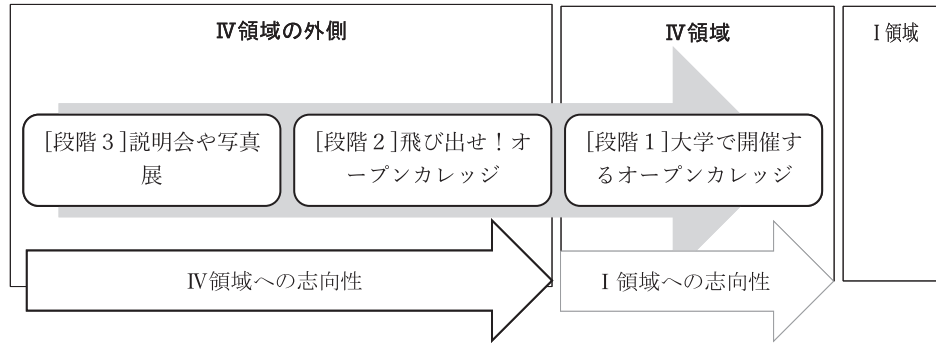 Ⅳ領域の外側
Ⅳ領域
Ⅰ領域
[段階３]説明会や写真
展
[段階２]飛び出せ！オ
ープンカレッジ
[段階１]大学で開催す
るオープンカレッジ
Ⅳ領域への志向性
Ⅰ領域への志向性